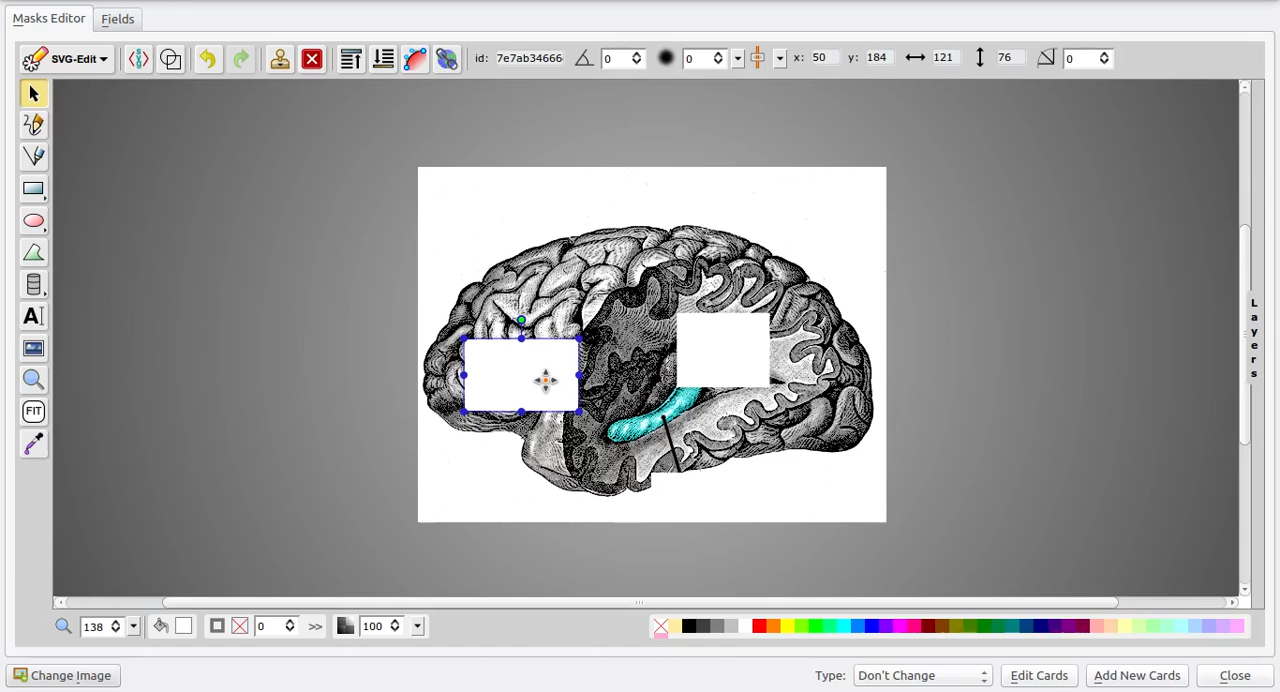 Masks Editor Fields
SVG-Edit id: 7e7ab34666 0 0 x: 50 y: 184 121 76 0
A
FIT
Layers
138 0 >> 100
Change Image Type: Don't Change Edit Cards Add New Cards Close